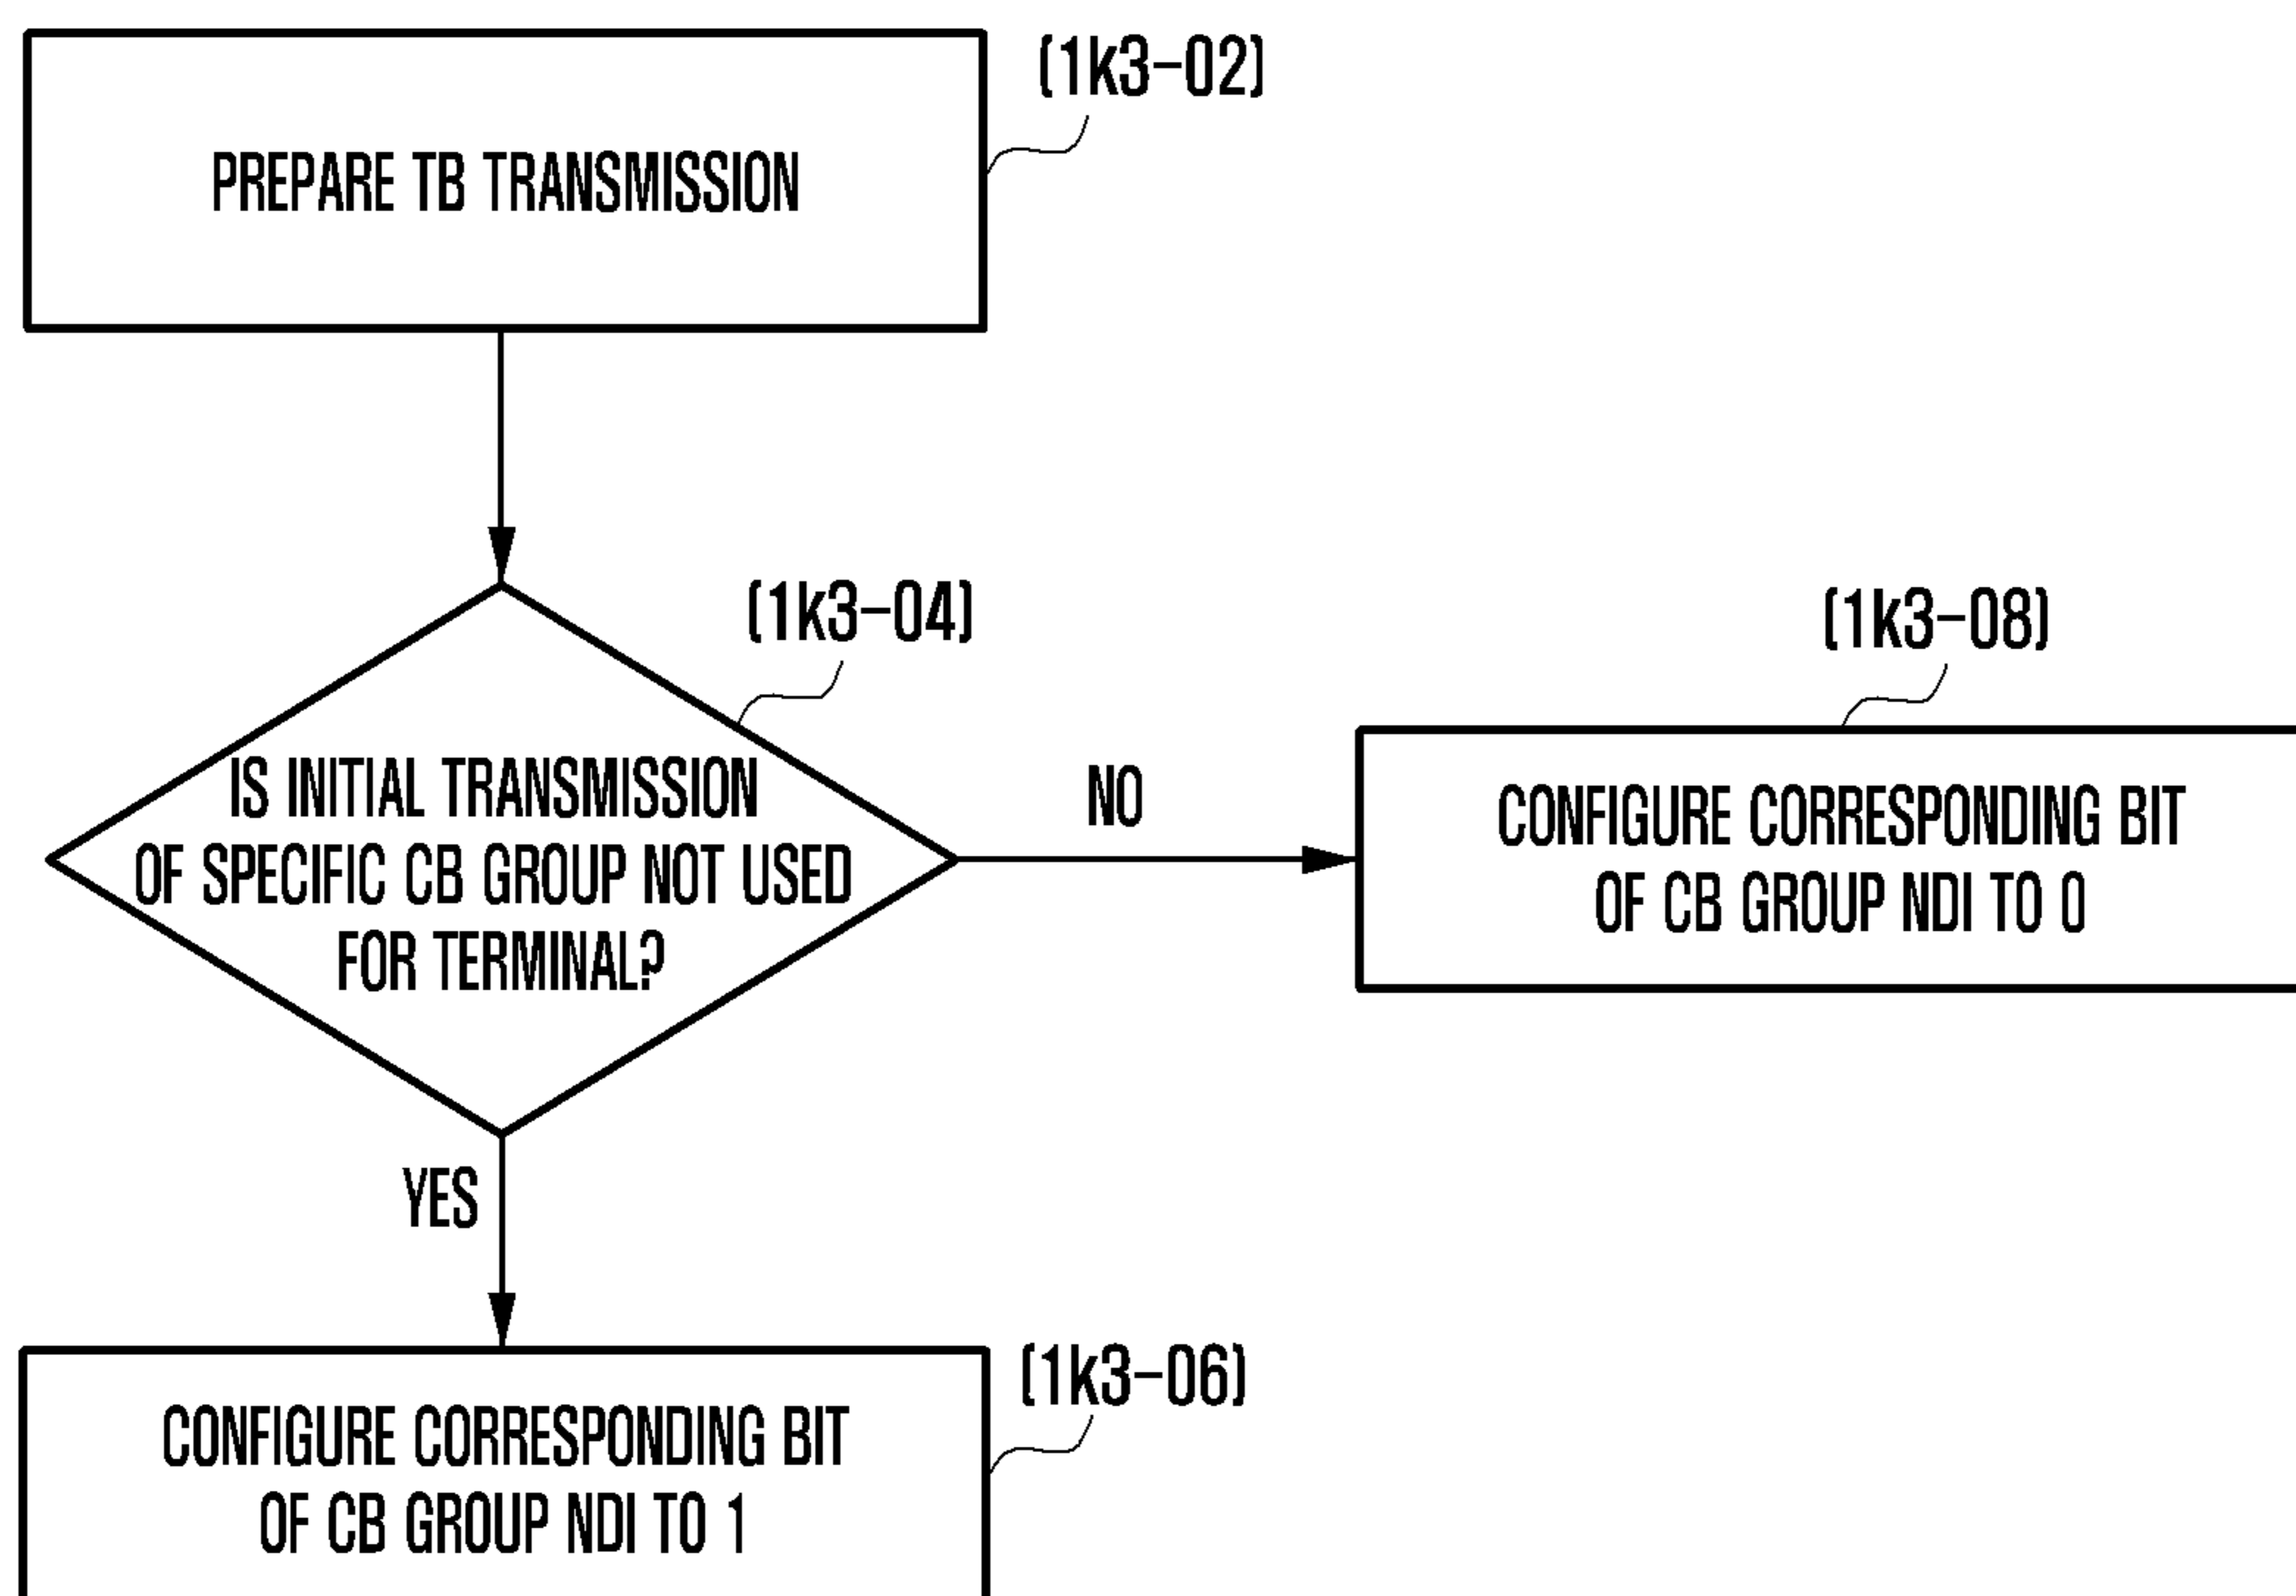 (1k3-02)
PREPARE TB TRANSMISSION
(1k3-04)
IS INITIAL TRANSMISSION
OF SPECIFIC CB GROUP NOT USED
FOR TERMINAL?
NO
(1k3-08)
CONFIGURE CORRESPONDING BIT
OF CB GROUP NDI TO 0
YES
(1k3-06)
CONFIGURE CORRESPONDING BIT
OF CB GROUP NDI TO 1